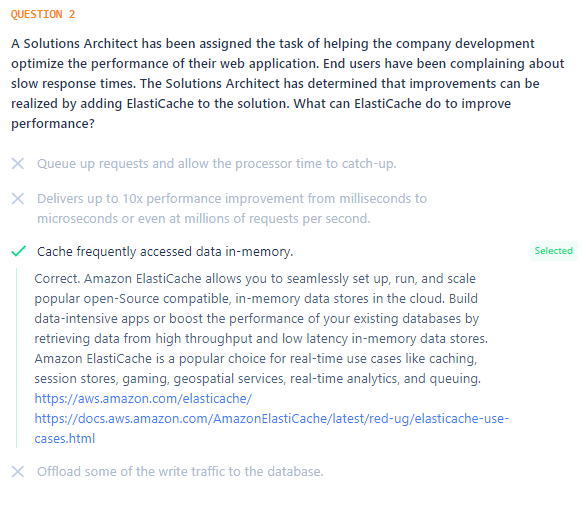 QUESTION 2
A Solutions Architect has been assigned the task of helping the company development
optimize the performance of their web application. End users have been complaining about
slow response times. The Solutions Architect has determined that improvements can be
realized by adding ElastiCache to the solution. What can ElastiCache do to improve
performance?
Queue up requests and allow the processor time to catch-up.
Delivers up to 10x performance improvement from milliseconds to
microseconds or even at millions of requests per second.
Cache frequently accessed data in-memory.
Selected
Correct. Amazon ElastiCache allows you to seamlessly set up, run, and scale
popular open-Source compatible, in-memory data stores in the cloud. Build
data-intensive apps or boost the performance of your existing databases by
retrieving data from high throughput and low latency in-memory data stores.
Amazon ElastiCache is a popular choice for real-time use cases like caching,
session stores, gaming, geospatial services, real-time analytics, and queuing.
https://aws.amazon.com/elasticache/
https://docs.aws.amazon.com/AmazonElastiCache/latest/red-ug/elasticache-use-
cases.html
Offload some of the write traffic to the database.